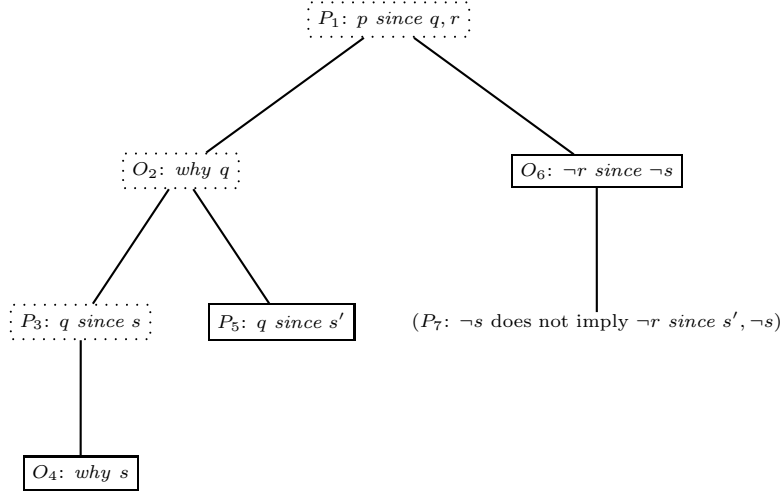 P₁: p since q, r
O₂: why q
O₆: ¬r since ¬s
P₃: q since s
P₅: q since s′
(P₇: ¬s does not imply ¬r since s′, ¬s)
O₄: why s